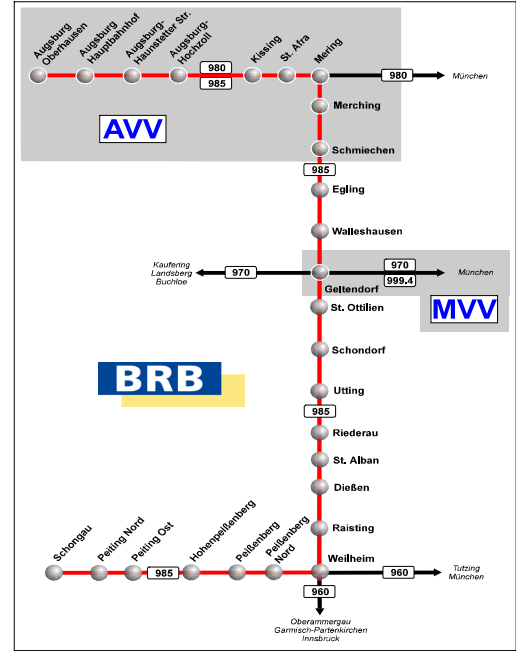 Augsburg
Oberhausen
Augsburg
Hauptbahnhof
Augsburg-
Haunstetter Str.
Augsburg-
Hochzoll
Kissing
St. Afra
Mering
980
985
980
München
AVV
Merching
Schmiechen
985
Egling
Walleshausen
Kaufering
Landsberg
Buchloe
970
970
999.4
München
Geltendorf
MVV
St. Ottilien
Schondorf
BRB
Utting
985
Riederau
St. Alban
Dießen
Raisting
Schongau
Peiting Nord
Peiting Ost
985
Hohenpeißenberg
Peißenberg
Peißenberg
Nord
Weilheim
960
Tutzing
München
960
Oberammergau
Garmisch-Partenkirchen
Innsbruck